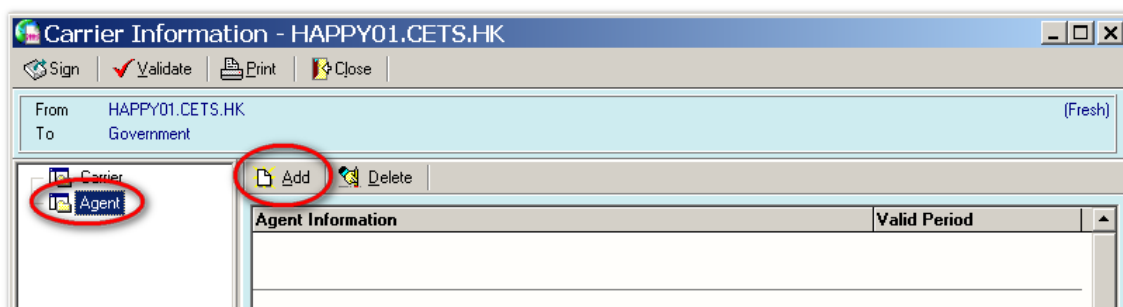 Carrier Information - HAPPY01.CETS.HK
Sign Validate Print Close
From HAPPY01.CETS.HK (Fresh)
To Government
Carrier
Agent
Add Delete
Agent Information Valid Period